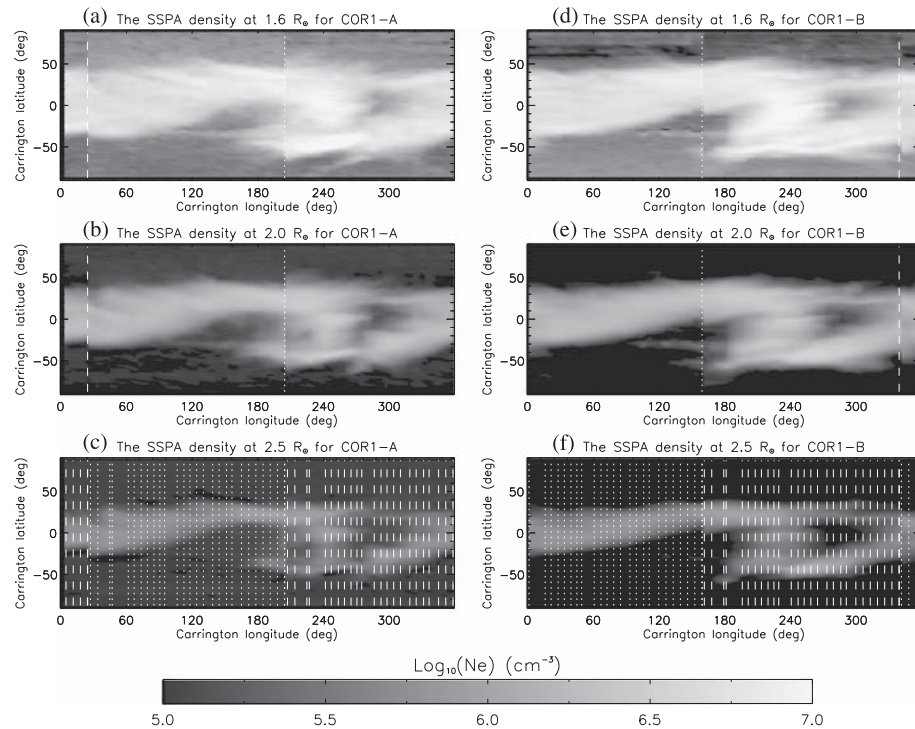 (a) The SSPA density at 1.6 R⊙ for COR1-A
Carrington latitude (deg)
50
0
-50
0 60 120 180 240 300
Carrington longitude (deg)
(b) The SSPA density at 2.0 R⊙ for COR1-A
Carrington latitude (deg)
50
0
-50
0 60 120 180 240 300
Carrington longitude (deg)
(c) The SSPA density at 2.5 R⊙ for COR1-A
Carrington latitude (deg)
50
0
-50
0 60 120 180 240 300
Carrington longitude (deg)
(d) The SSPA density at 1.6 R⊙ for COR1-B
Carrington latitude (deg)
50
0
-50
0 60 120 180 240 300
Carrington longitude (deg)
(e) The SSPA density at 2.0 R⊙ for COR1-B
Carrington latitude (deg)
50
0
-50
0 60 120 180 240 300
Carrington longitude (deg)
(f) The SSPA density at 2.5 R⊙ for COR1-B
Carrington latitude (deg)
50
0
-50
0 60 120 180 240 300
Carrington longitude (deg)
Log₁₀(Ne) (cm⁻³)
5.0 5.5 6.0 6.5 7.0